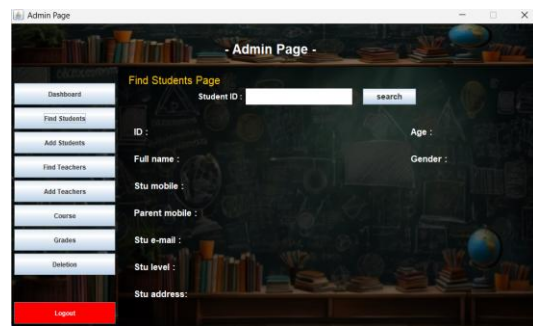 Admin Page
- Admin Page -
Find Students Page
Student ID :
search
Dashboard
Find Students
Add Students
Find Teachers
Add Teachers
Course
Grades
Deletion
Logout
ID :
Age :
Full name :
Gender :
Stu mobile :
Parent mobile :
Stu e-mail :
Stu level :
Stu address: